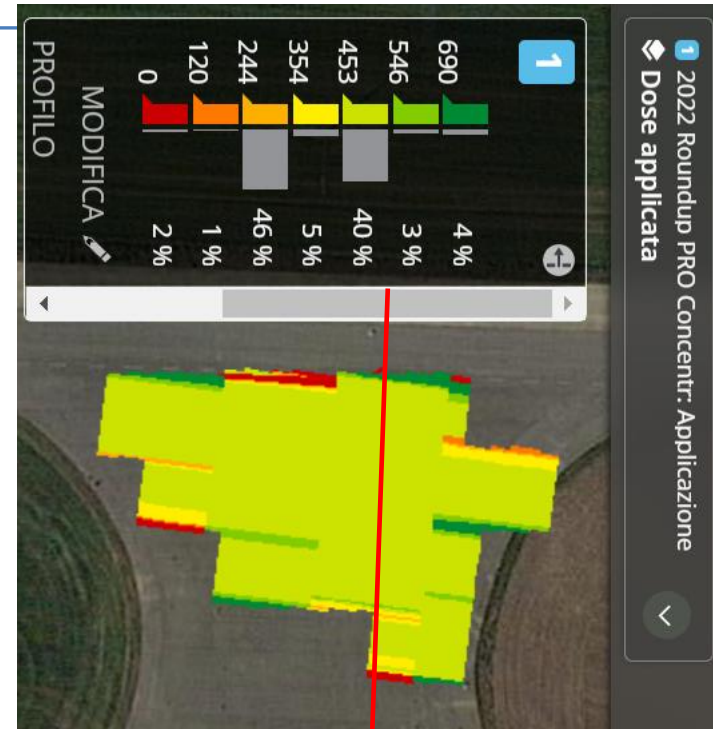 1 2022 Roundup PRO Concentr: Applicazione
Dose applicata
1
690 4 %
546 3 %
453 40 %
354 5 %
244 46 %
120 1 %
0 2 %
MODIFICA
PROFILO